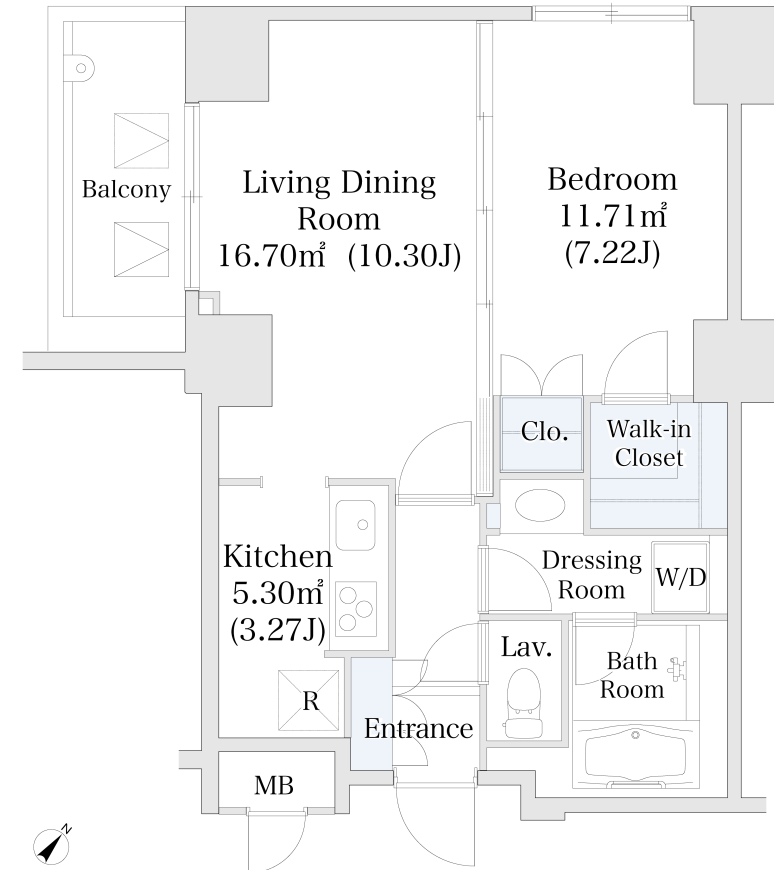 Balcony
Living Dining
Room
16.70㎡ (10.30J)
Bedroom
11.71㎡
(7.22J)
Clo.
Walk-in
Closet
Kitchen
5.30㎡
(3.27J)
Dressing
Room
W/D
Lav.
Bath
Room
R
Entrance
MB
N